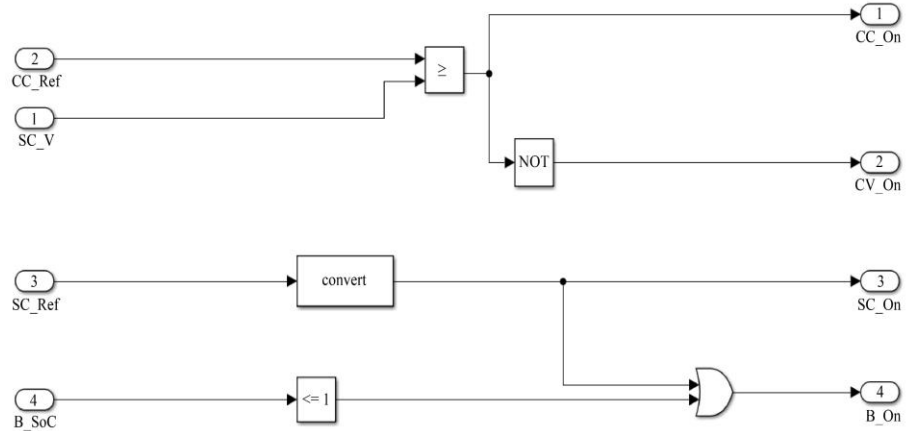 1
CC_On
2
CC_Ref
≥
1
SC_V
NOT
2
CV_On
3
SC_Ref
convert
3
SC_On
4
B_SoC
<= 1
4
B_On